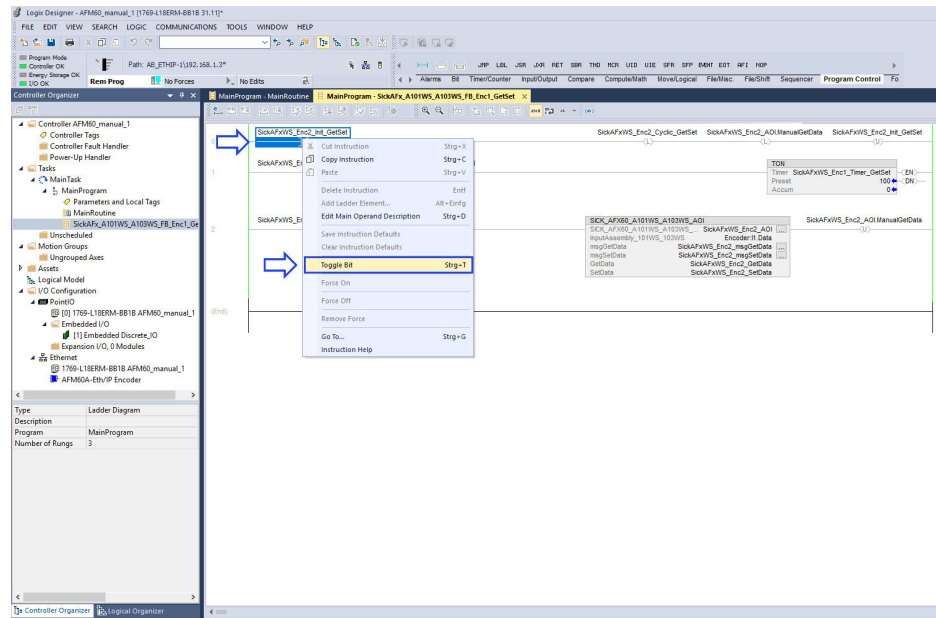 Logix Designer - AFM60_manual_1 [1769-L18ERM-BB1B 31.11]*
FILE EDIT VIEW SEARCH LOGIC COMMUNICATIONS TOOLS WINDOW HELP
Program Mode
Controller OK
Energy Storage OK
I/O OK
Path: AB_ETHIP-1\192.168.1.3*
Rem Prog
No Forces
No Edits
JMP LBL JSR JXR RET SBR TND MCR UID UIE SFR SFP EVENT EOT AFI NOP
Alarms Bit Timer/Counter Input/Output Compare Compute/Math Move/Logical File/Misc. File/Shift Sequencer Program Control Fo
Controller Organizer
MainProgram - MainRoutine
MainProgram - SickAFx_A101WS_A103WS_FB_Enc1_GetSet
Controller AFM60_manual_1
Controller Tags
Controller Fault Handler
Power-Up Handler
Tasks
MainTask
MainProgram
Parameters and Local Tags
MainRoutine
SickAFx_A101WS_A103WS_FB_Enc1_Ge
Unscheduled
Motion Groups
Ungrouped Axes
Assets
Logical Model
I/O Configuration
PointIO
[0] 1769-L18ERM-BB1B AFM60_manual_1
Embedded I/O
[1] Embedded Discrete_IO
Expansion I/O, 0 Modules
Ethernet
1769-L18ERM-BB1B AFM60_manual_1
AFM60A-Eth/IP Encoder
Type Ladder Diagram
Description
Program MainProgram
Number of Rungs 3
Controller Organizer
Logical Organizer
0
SickAFxWS_Enc2_Init_GetSet
SickAFxWS_Enc2_Cyclic_GetSet
SickAFxWS_Enc2_AOI.ManualGetData
SickAFxWS_Enc2_Init_GetSet
L
L
U
Cut Instruction Strg+X
Copy Instruction Strg+C
Paste Strg+V
Delete Instruction Entf
Add Ladder Element... Alt-Einfg
Edit Main Operand Description Strg+D
Save Instruction Defaults
Clear Instruction Defaults
Toggle Bit Strg+T
Force On
Force Off
Remove Force
Go To... Strg+G
Instruction Help
1
TON
Timer SickAFxWS_Enc1_Timer_GetSet
Preset 100
Accum 0
EN
DN
2
SICK_AFX60_A101WS_A103WS_AOI
SICK_AFX60_A101WS_A103WS_... SickAFxWS_Enc2_AOI ...
InputAssembly_101WS_103WS Encoder:I1.Data
msgGetData SickAFxWS_Enc2_msgGetData ...
msgSetData SickAFxWS_Enc2_msgSetData ...
GetData SickAFxWS_Enc2_GetData
SetData SickAFxWS_Enc2_SetData
SickAFxWS_Enc2_AOI.ManualGetData
U
(End)